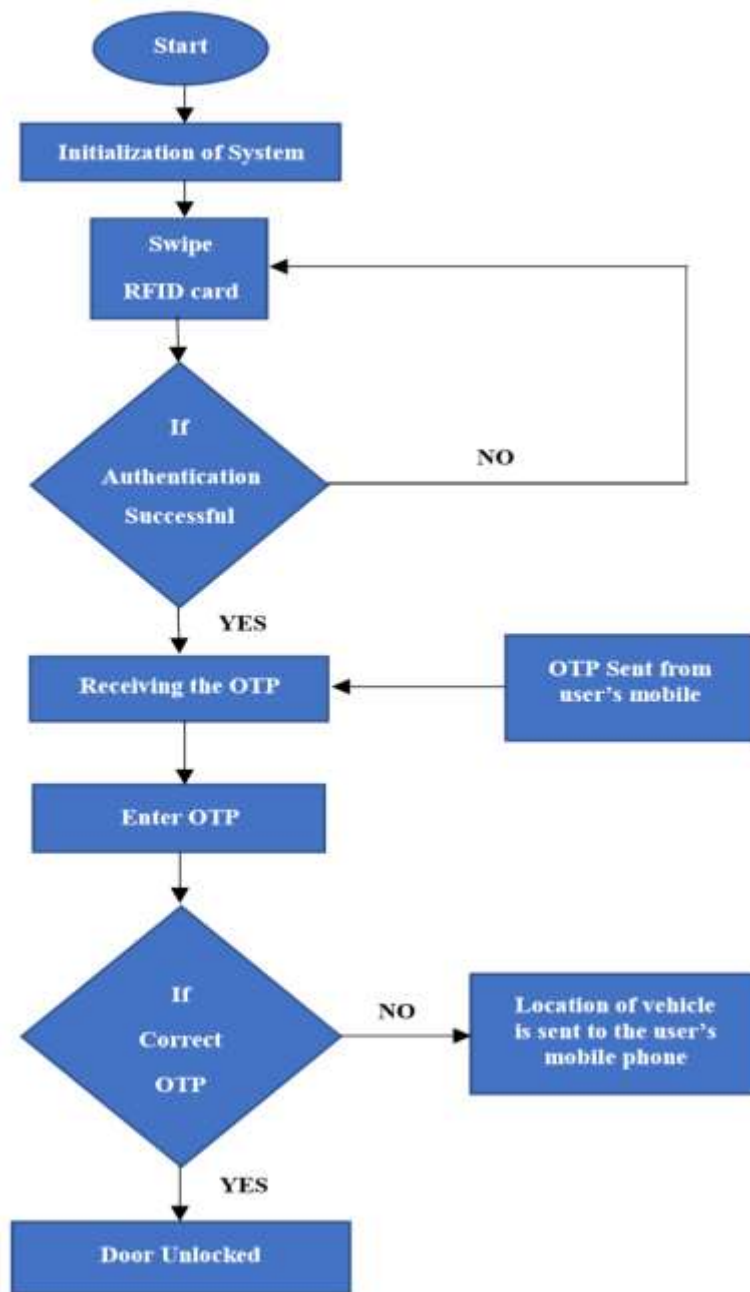 Start
Initialization of System
Swipe
RFID card
If
Authentication
Successful
NO
YES
Receiving the OTP
OTP Sent from
user’s mobile
Enter OTP
If
Correct
OTP
NO
Location of vehicle
is sent to the user’s
mobile phone
YES
Door Unlocked